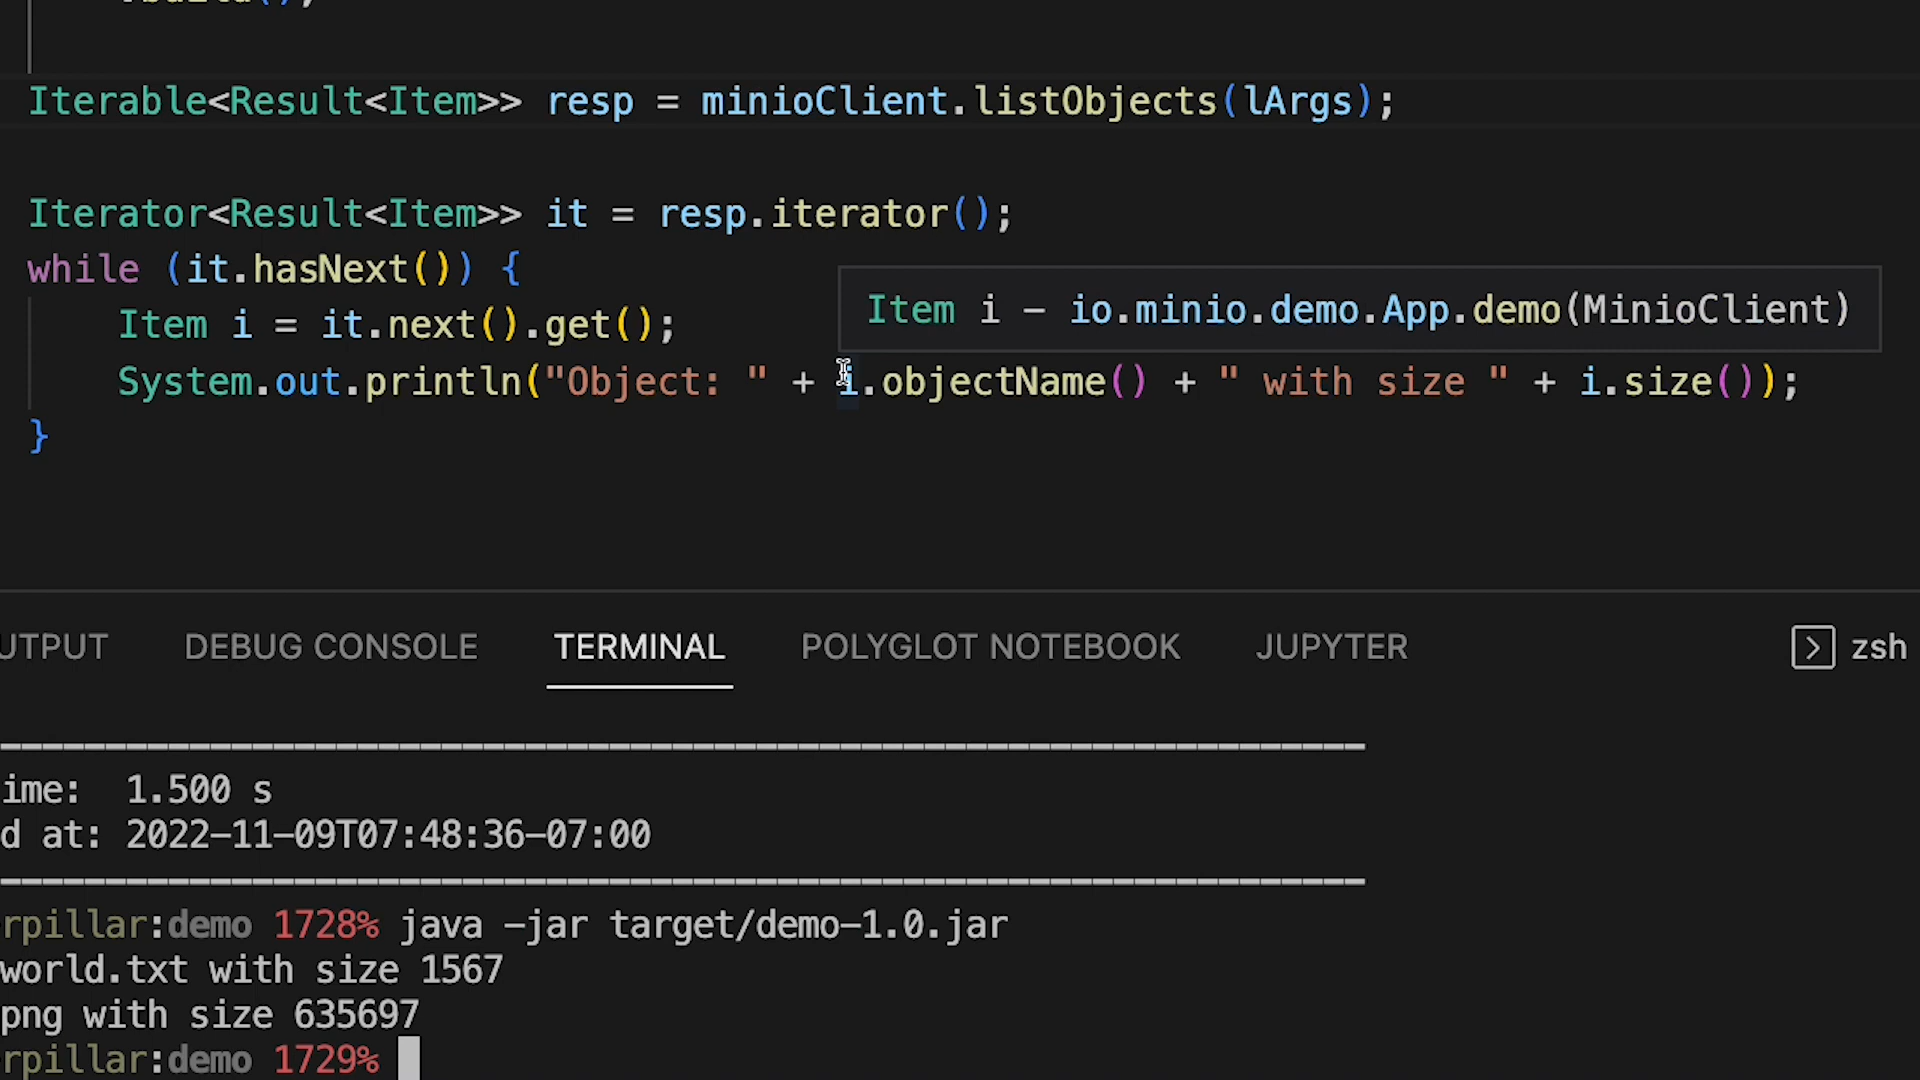 .build();
Iterable<Result<Item>> resp = minioClient.listObjects(lArgs);
Iterator<Result<Item>> it = resp.iterator();
while (it.hasNext()) {
Item i = it.next().get();
Item i – io.minio.demo.App.demo(MinioClient)
System.out.println("Object: " + i.objectName() + " with size " + i.size());
}
UTPUT DEBUG CONSOLE TERMINAL POLYGLOT NOTEBOOK JUPYTER zsh
ime: 1.500 s
d at: 2022-11-09T07:48:36-07:00
rpillar:demo 1728% java -jar target/demo-1.0.jar
world.txt with size 1567
png with size 635697
rpillar:demo 1729%